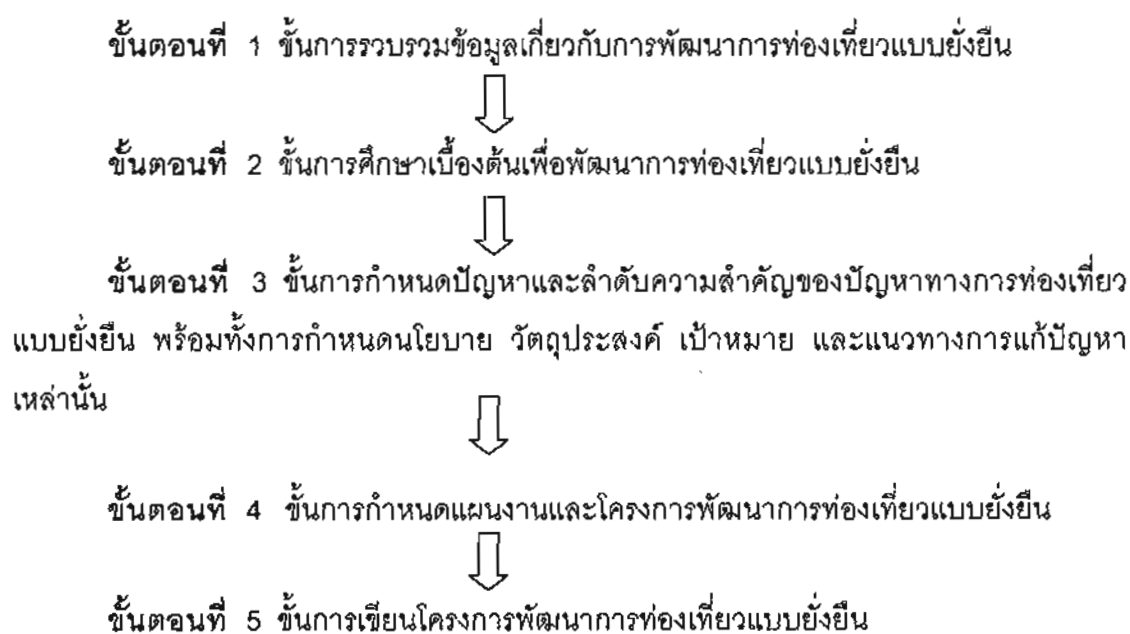 ขั้นตอนที่ 1 ขั้นการรวบรวมข้อมูลเกี่ยวกับการพัฒนาการท่องเที่ยวแบบยั่งยืน
ขั้นตอนที่ 2 ขั้นการศึกษาเบื้องต้นเพื่อพัฒนาการท่องเที่ยวแบบยั่งยืน
ขั้นตอนที่ 3 ขั้นการกำหนดปัญหาและลำดับความสำคัญของปัญหาทางการท่องเที่ยว
แบบยั่งยืน พร้อมทั้งการกำหนดนโยบาย วัตถุประสงค์ เป้าหมาย และแนวทางการแก้ปัญหา
เหล่านั้น
ขั้นตอนที่ 4 ขั้นการกำหนดแผนงานและโครงการพัฒนาการท่องเที่ยวแบบยั่งยืน
ขั้นตอนที่ 5 ขั้นการเขียนโครงการพัฒนาการท่องเที่ยวแบบยั่งยืน